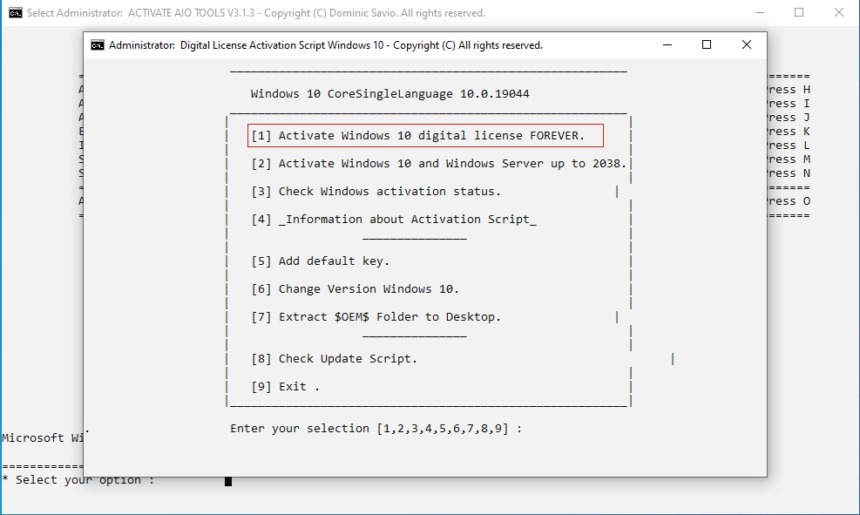 Select Administrator: ACTIVATE AIO TOOLS V3.1.3 - Copyright (C) Dominic Savio. All rights reserved.
Administrator: Digital License Activation Script Windows 10 - Copyright (C) All rights reserved.
Windows 10 CoreSingleLanguage 10.0.19044
[1] Activate Windows 10 digital license FOREVER.
[2] Activate Windows 10 and Windows Server up to 2038.
[3] Check Windows activation status.
[4] _Information about Activation Script_
[5] Add default key.
[6] Change Version Windows 10.
[7] Extract $OEM$ Folder to Desktop.
[8] Check Update Script.
[9] Exit .
Enter your selection [1,2,3,4,5,6,7,8,9] :
ress H
ress I
ress J
ress K
ress L
ress M
ress N
ress O
Microsoft Wi
* Select your option :